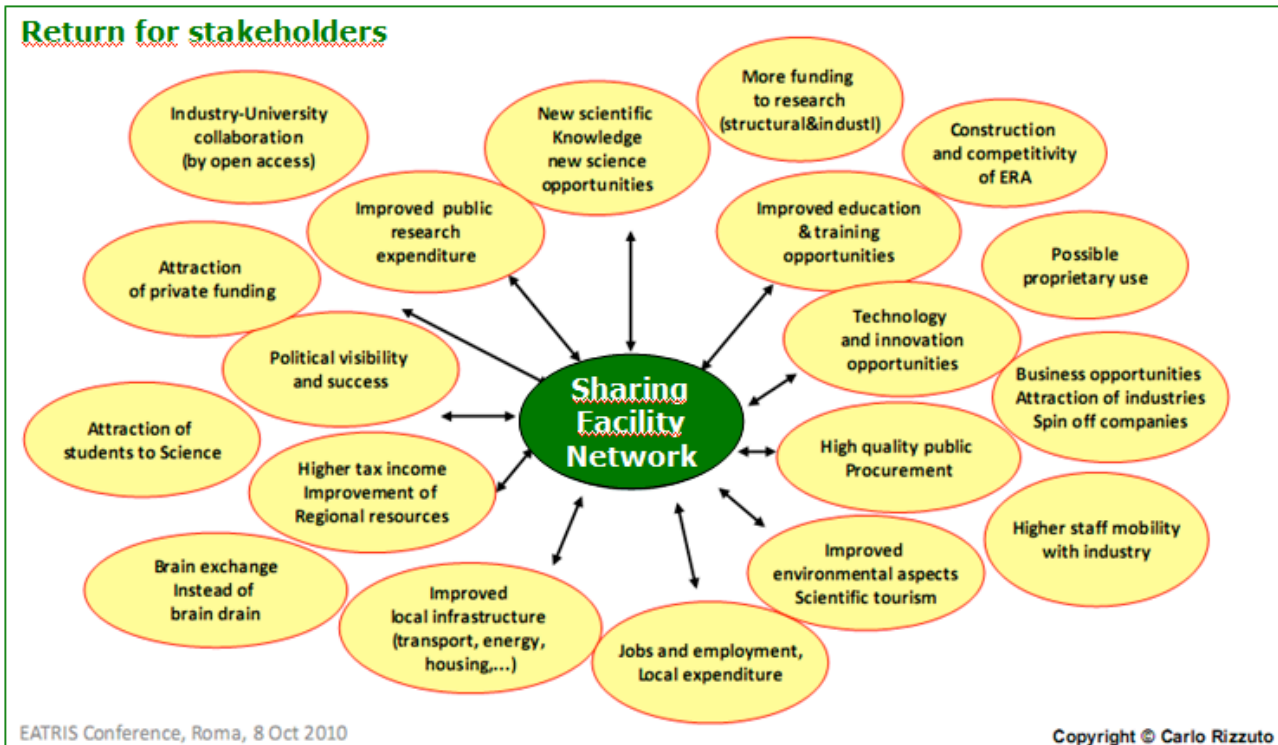 Return for stakeholders
Industry-University
collaboration
(by open access)
New scientific
Knowledge
new science
opportunities
More funding
to research
(structural&industl)
Construction
and competitivity
of ERA
Improved public
research
expenditure
Improved education
& training
opportunities
Attraction
of private funding
Possible
proprietary use
Technology
and innovation
opportunities
Political visibility
and success
Business opportunities
Attraction of industries
Spin off companies
Sharing
Facility
Network
Attraction of
students to Science
High quality public
Procurement
Higher tax income
Improvement of
Regional resources
Higher staff mobility
with industry
Brain exchange
Instead of
brain drain
Improved
environmental aspects
Scientific tourism
Improved
local infrastructure
(transport, energy,
housing,...)
Jobs and employment,
Local expenditure
EATRIS Conference, Roma, 8 Oct 2010
Copyright © Carlo Rizzuto